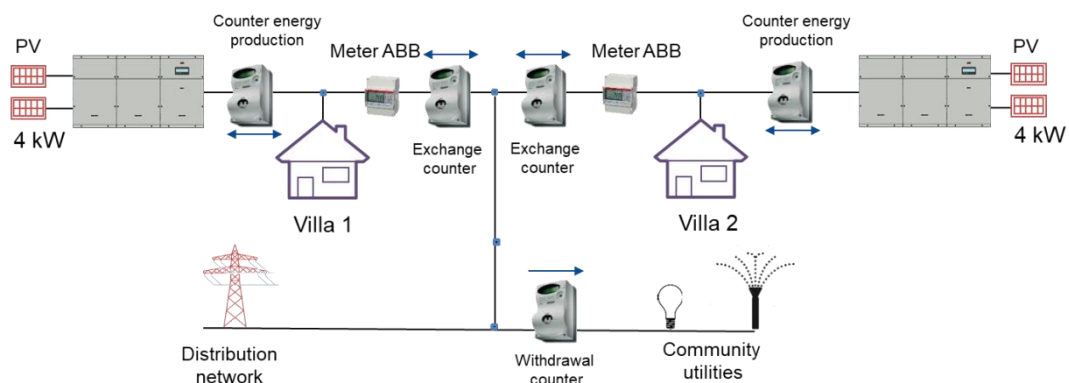 PV
4 kW
Counter energy
production
Meter ABB
Exchange
counter
Villa 1
Exchange
counter
Meter ABB
Villa 2
Counter energy
production
PV
4 kW
Distribution
network
Withdrawal
counter
Community
utilities